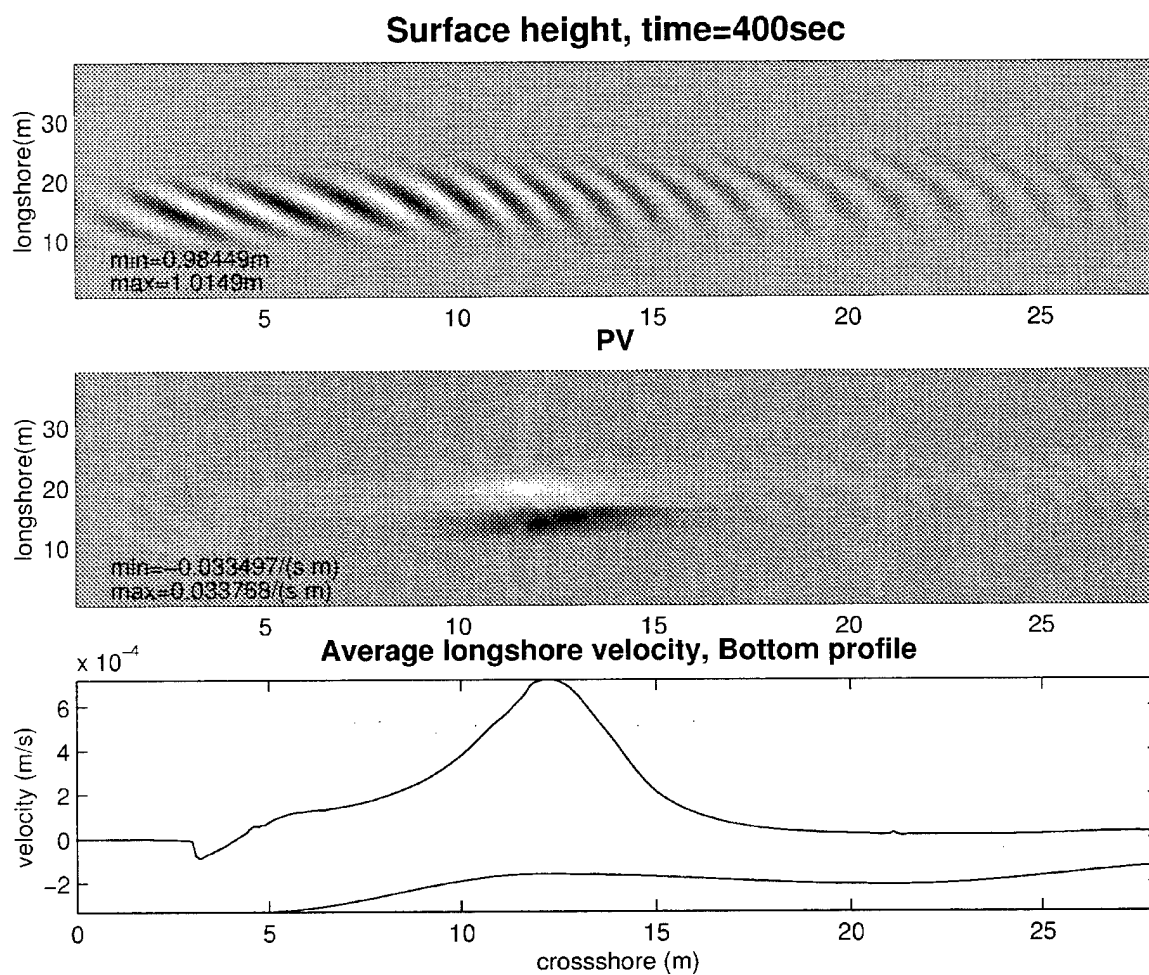 Surface height, time=400sec
longshore(m)
30
20
10
min=0.98449m
max=1.0149m
5 10 15 20 25
PV
longshore(m)
30
20
10
min=-0.033497/(s m)
max=0.033768/(s m)
5 10 15 20 25
x 10^-4
Average longshore velocity, Bottom profile
velocity (m/s)
6
4
2
0
-2
0 5 10 15 20 25
crossshore (m)